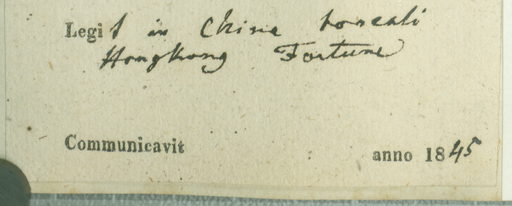 Legit in China boreali
Hongkong Fortune
Communicavit anno 1845